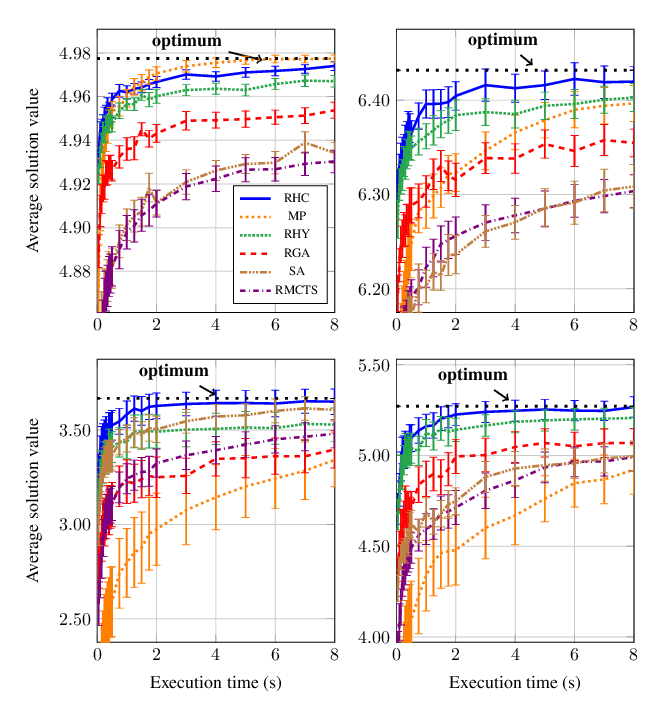 optimum
4.98
4.96
4.94
4.92
4.90
4.88
Average solution value
RHC
MP
RHY
RGA
SA
RMCTS
0 2 4 6 8
optimum
6.40
6.30
6.20
0 2 4 6 8
optimum
3.50
3.00
2.50
Average solution value
0 2 4 6 8
Execution time (s)
optimum
5.50
5.00
4.50
4.00
0 2 4 6 8
Execution time (s)